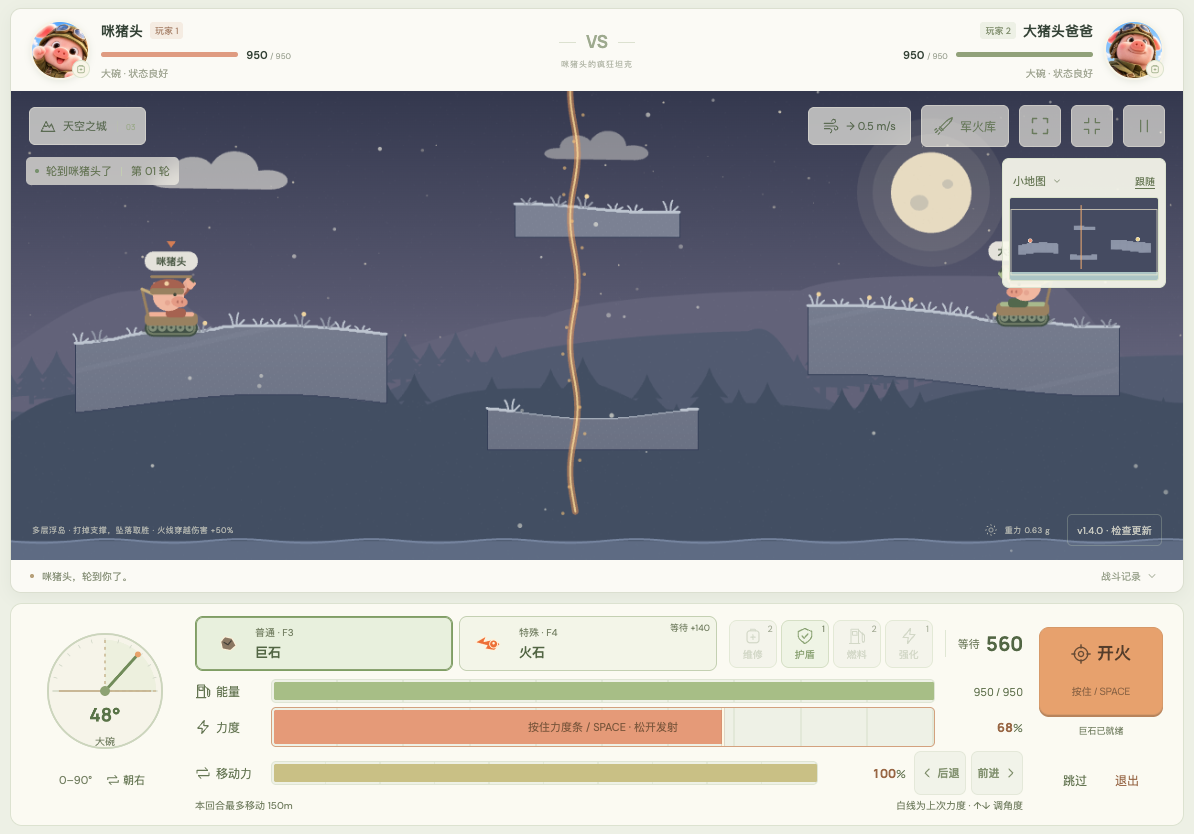 咪猪头 玩家 1
950 / 950
大碗 · 状态良好
VS
咪猪头的疯狂坦克
玩家 2 大猪头爸爸
950 / 950
大碗 · 状态良好
天空之城 03
→ 0.5 m/s
军火库
轮到咪猪头了 第 01 轮
小地图 跟随
咪猪头
多层浮岛 · 打掉支撑，坠落取胜 · 火线穿越伤害 +50%
重力 0.63 g
v1.4.0 · 检查更新
咪猪头，轮到你了。
战斗记录
48°
大碗
0–90° 朝右
普通 · F3
巨石
特殊 · F4
火石
等待 +140
维修 2
护盾 1
燃料 2
强化 1
等待 560
能量 950 / 950
力度 按住力度条 / SPACE · 松开发射 68%
移动力 100% 后退 前进
本回合最多移动 150m
白线为上次力度 · ↑↓ 调角度
开火
按住 / SPACE
巨石已就绪
跳过 退出